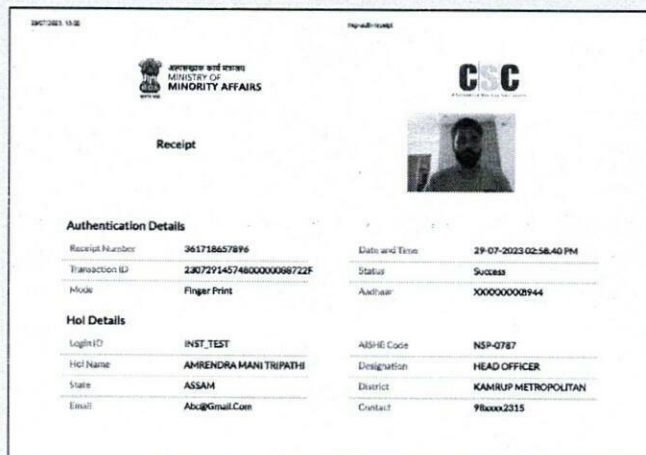 nsp-auth-receipt
अल्पसंख्यक कार्य मंत्रालय
MINISTRY OF
MINORITY AFFAIRS
CSC
Receipt
Authentication Details
Receipt Number 361718657896 Date and Time 29-07-2023 02:58:40 PM
Status Success
Mode Finger Print Aadhaar
HoI Details
Login ID INST_TEST AISHE Code NSP-0787
HoI Name AMRENDRA MANI TRIPATHI Designation HEAD OFFICER
State ASSAM District KAMRUP METROPOLITAN
Email Abc@Gmail.Com Contact 98xxxx2315
Transaction ID